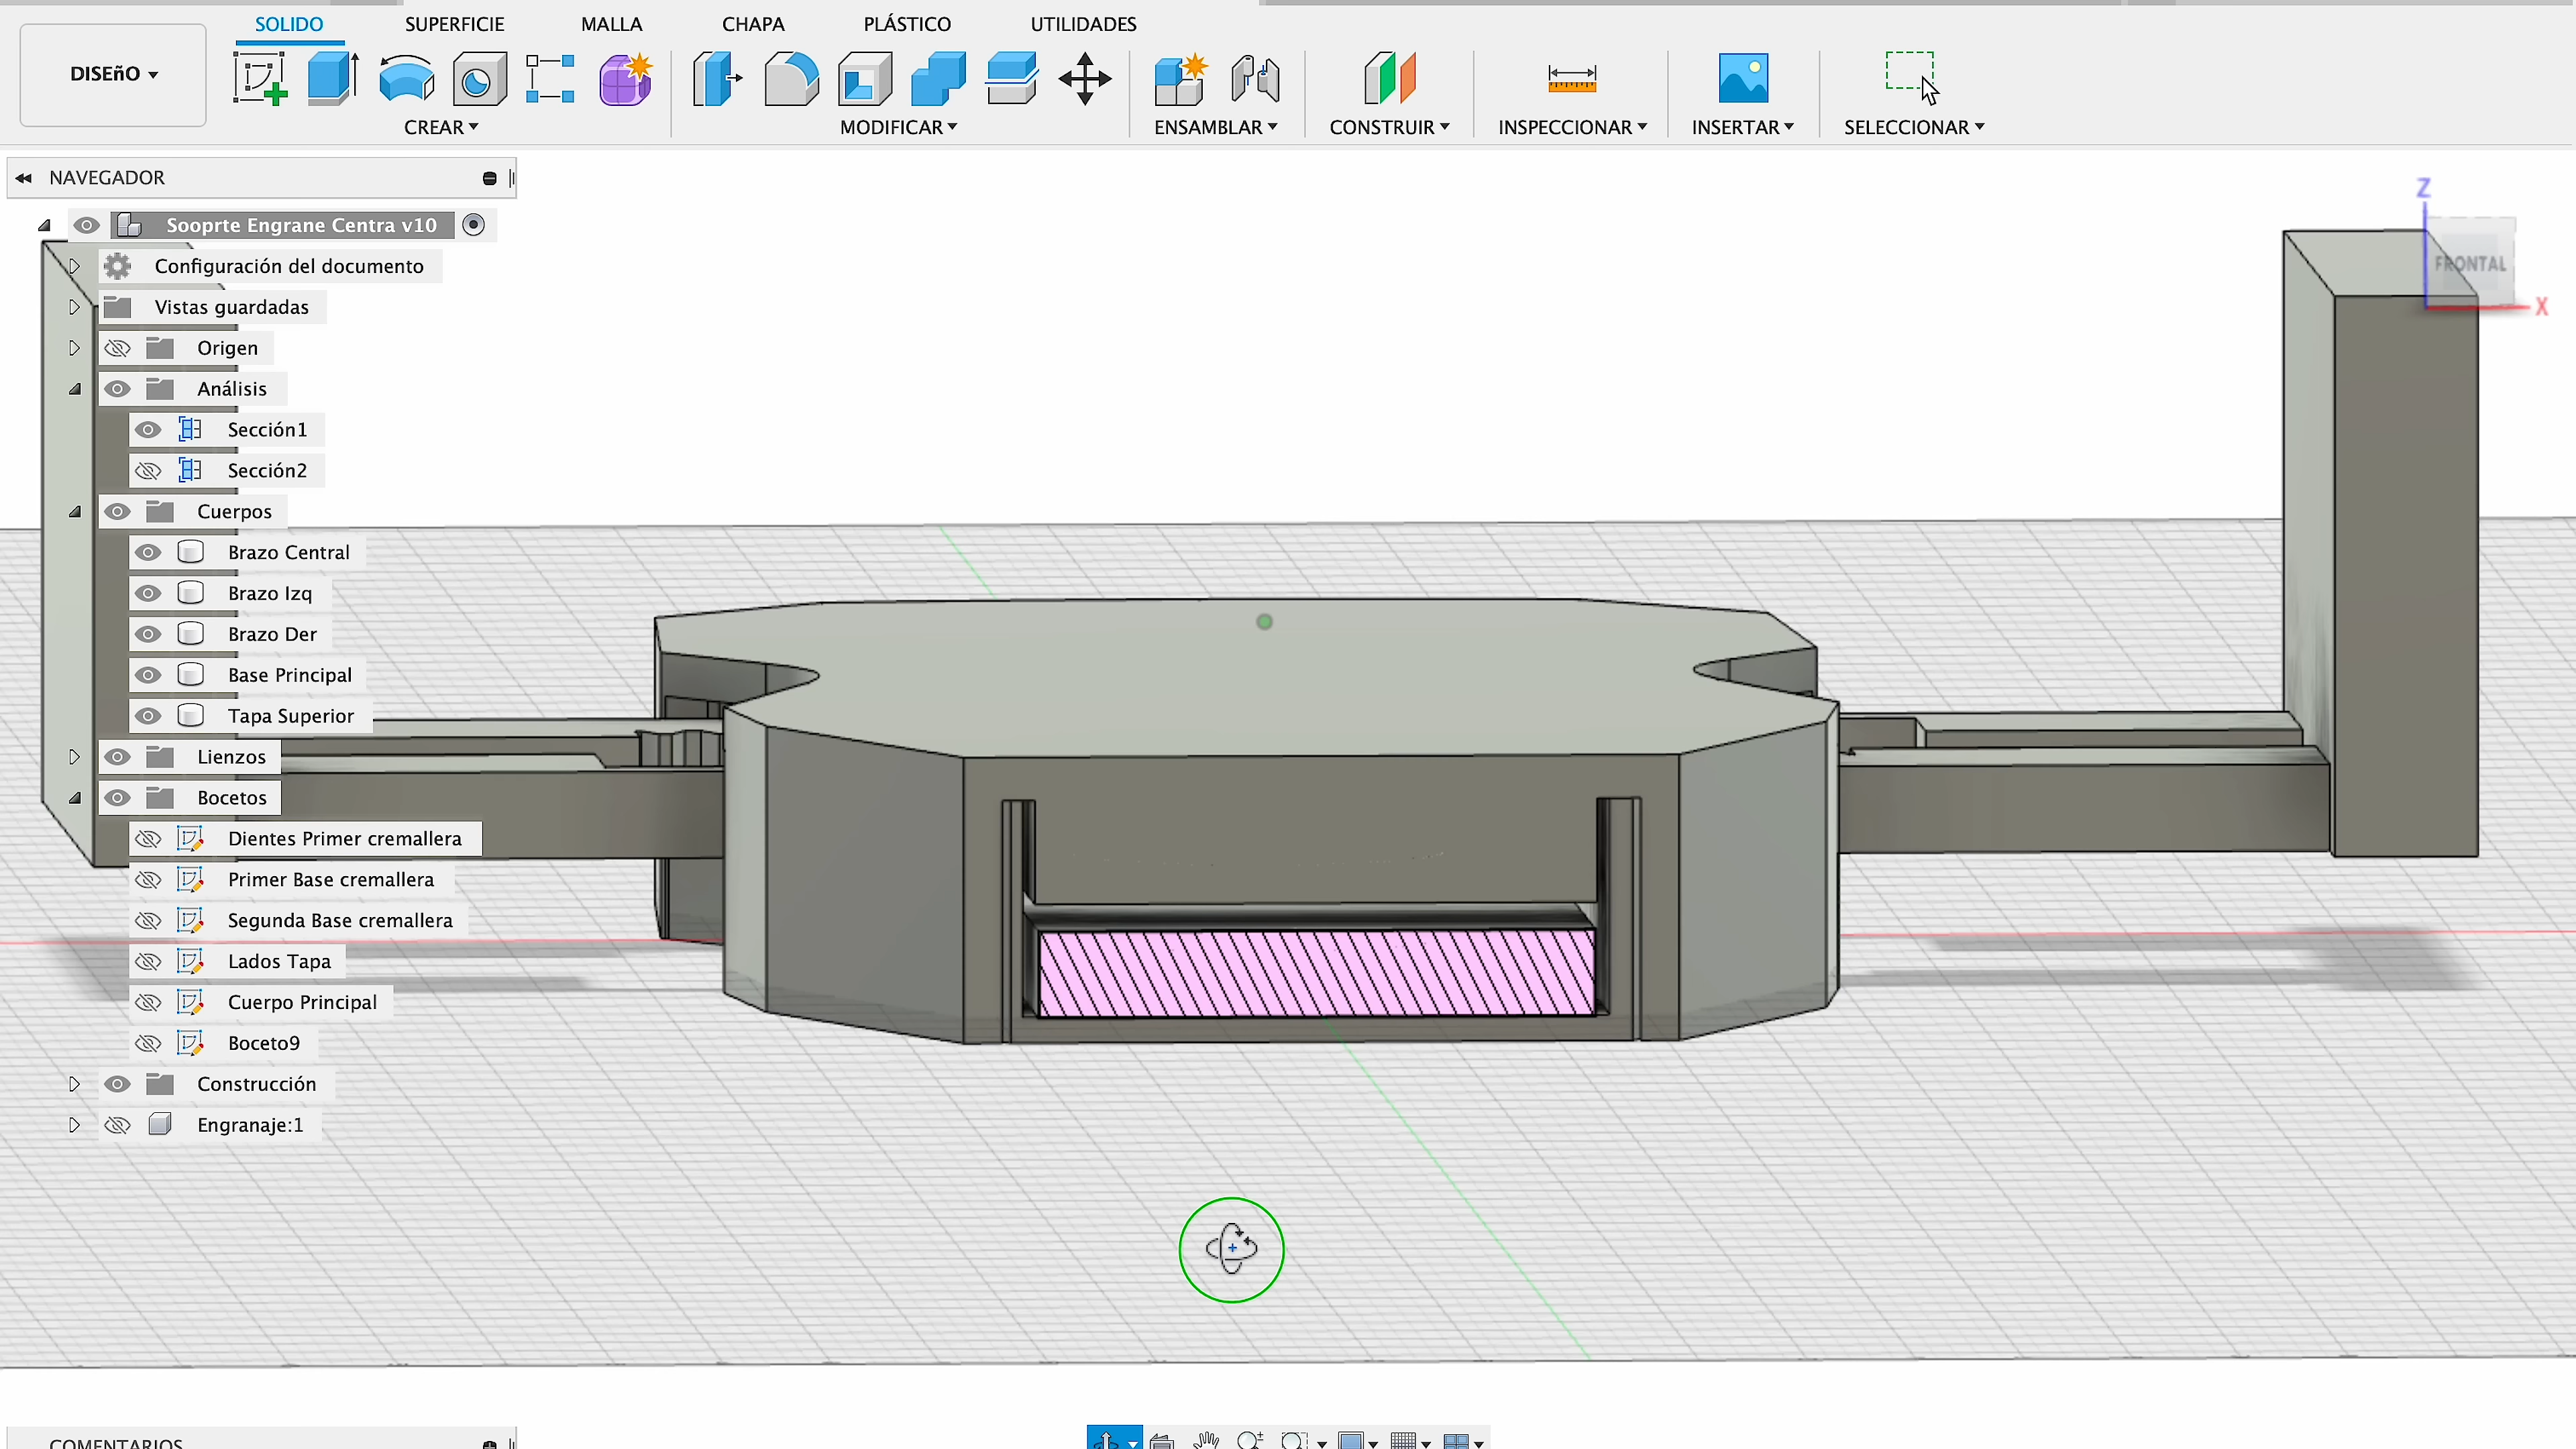 SOLIDO SUPERFICIE MALLA CHAPA PLÁSTICO UTILIDADES
DISEñO
CREAR MODIFICAR ENSAMBLAR CONSTRUIR INSPECCIONAR INSERTAR SELECCIONAR
NAVEGADOR
Sooprte Engrane Centra v10
Configuración del documento
Vistas guardadas
Origen
Análisis
Sección1
Sección2
Cuerpos
Brazo Central
Brazo Izq
Brazo Der
Base Principal
Tapa Superior
Lienzos
Bocetos
Dientes Primer cremallera
Primer Base cremallera
Segunda Base cremallera
Lados Tapa
Cuerpo Principal
Boceto9
Construcción
Engranaje:1
Z
FRONTAL
X
COMENTARIOS